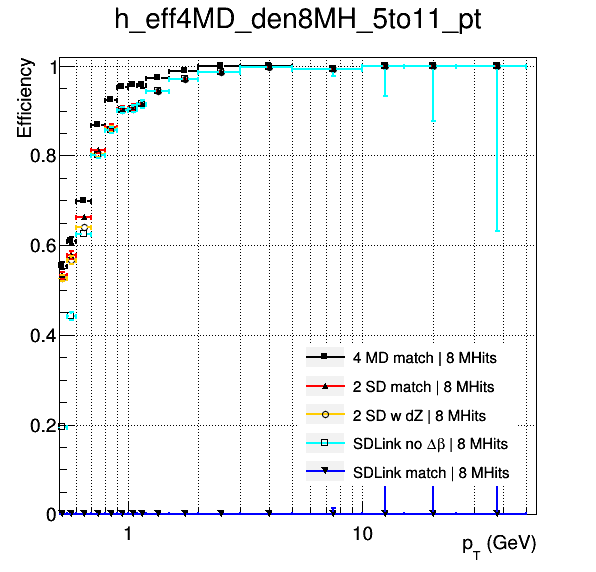 h_eff4MD_den8MH_5to11_pt
Efficiency
1
0.8
0.6
0.4
0.2
0
4 MD match | 8 MHits
2 SD match | 8 MHits
2 SD w dZ | 8 MHits
SDLink no Δβ | 8 MHits
SDLink match | 8 MHits
1 10
p_T (GeV)